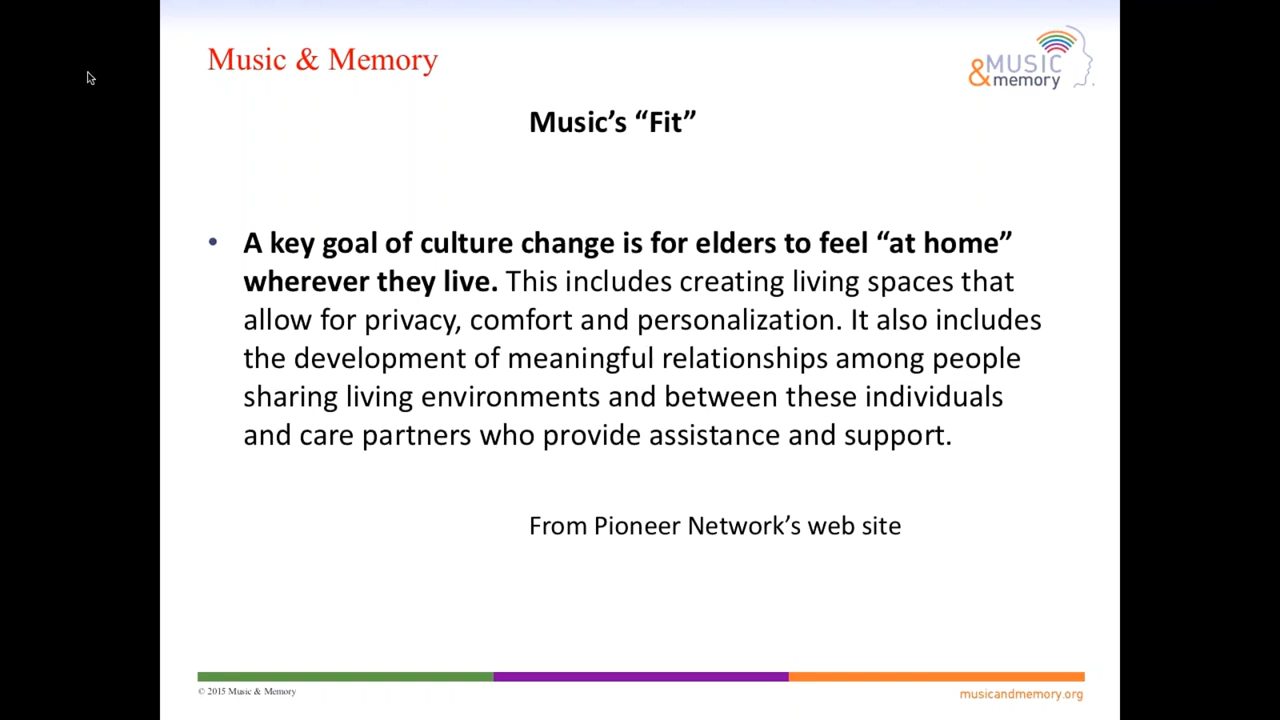 Music & Memory
MUSIC
& memory
Music’s “Fit”
• A key goal of culture change is for elders to feel “at home”
wherever they live. This includes creating living spaces that
allow for privacy, comfort and personalization. It also includes
the development of meaningful relationships among people
sharing living environments and between these individuals
and care partners who provide assistance and support.
From Pioneer Network’s web site
© 2015 Music & Memory
musicandmemory.org